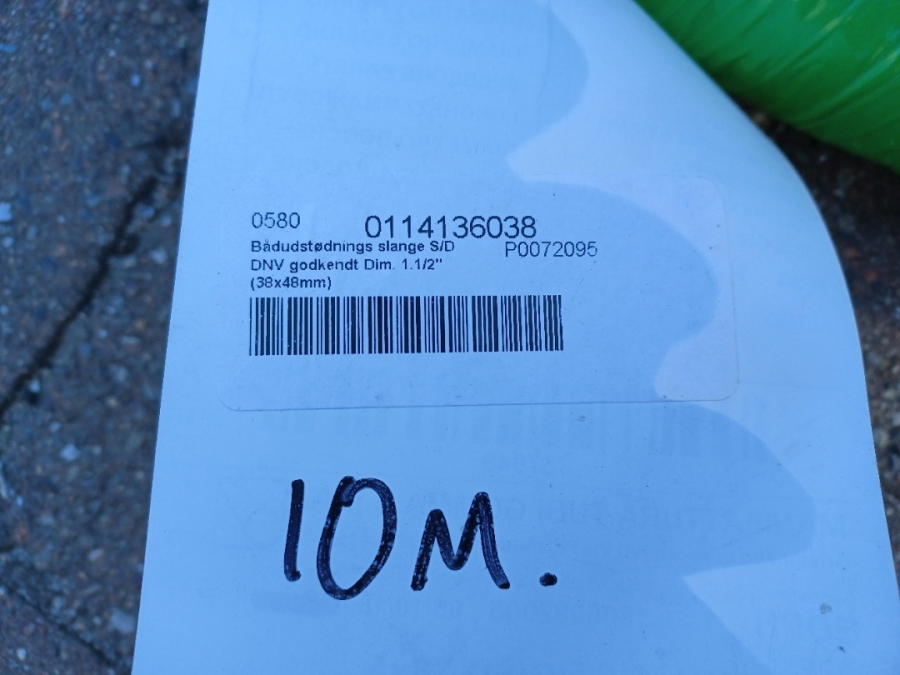 0580 0114136038
Bådudstødnings slange S/D P0072095
DNV godkendt Dim. 1.1/2"
(38x48mm)
10M.